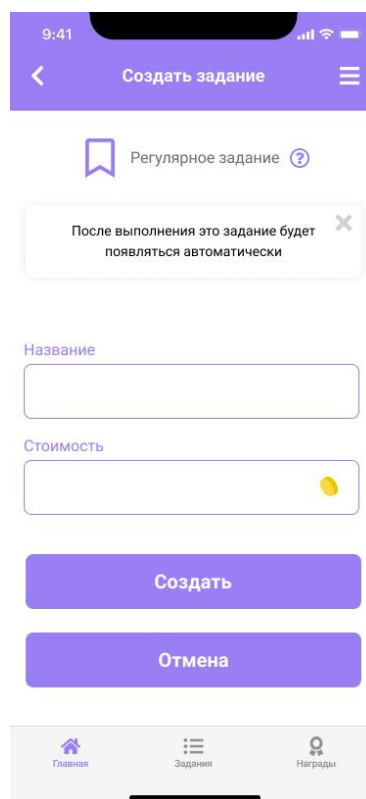 9:41
Создать задание
Регулярное задание ?
После выполнения это задание будет
появляться автоматически
Название
Стоимость
Создать
Отмена
Главная Задания Награды